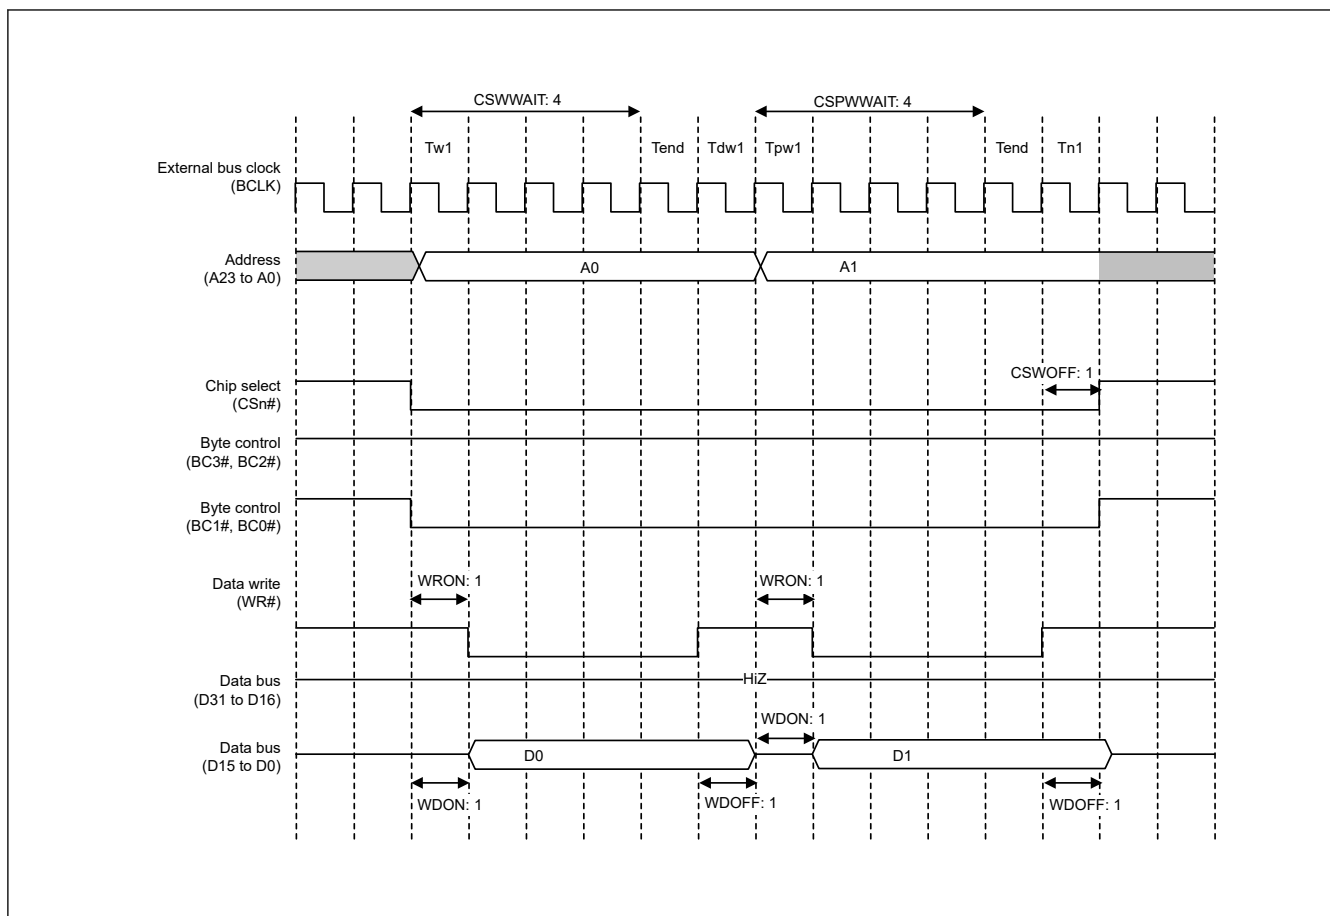 CSWWAIT: 4
CSPWWAIT: 4
Tw1
Tend
Tdw1
Tpw1
Tend
Tn1
External bus clock
(BCLK)
Address
(A23 to A0)
A0
A1
Chip select
(CSn#)
CSWOFF: 1
Byte control
(BC3#, BC2#)
Byte control
(BC1#, BC0#)
Data write
(WR#)
WRON: 1
WRON: 1
Data bus
(D31 to D16)
HiZ
WDON: 1
Data bus
(D15 to D0)
D0
D1
WDON: 1
WDOFF: 1
WDOFF: 1